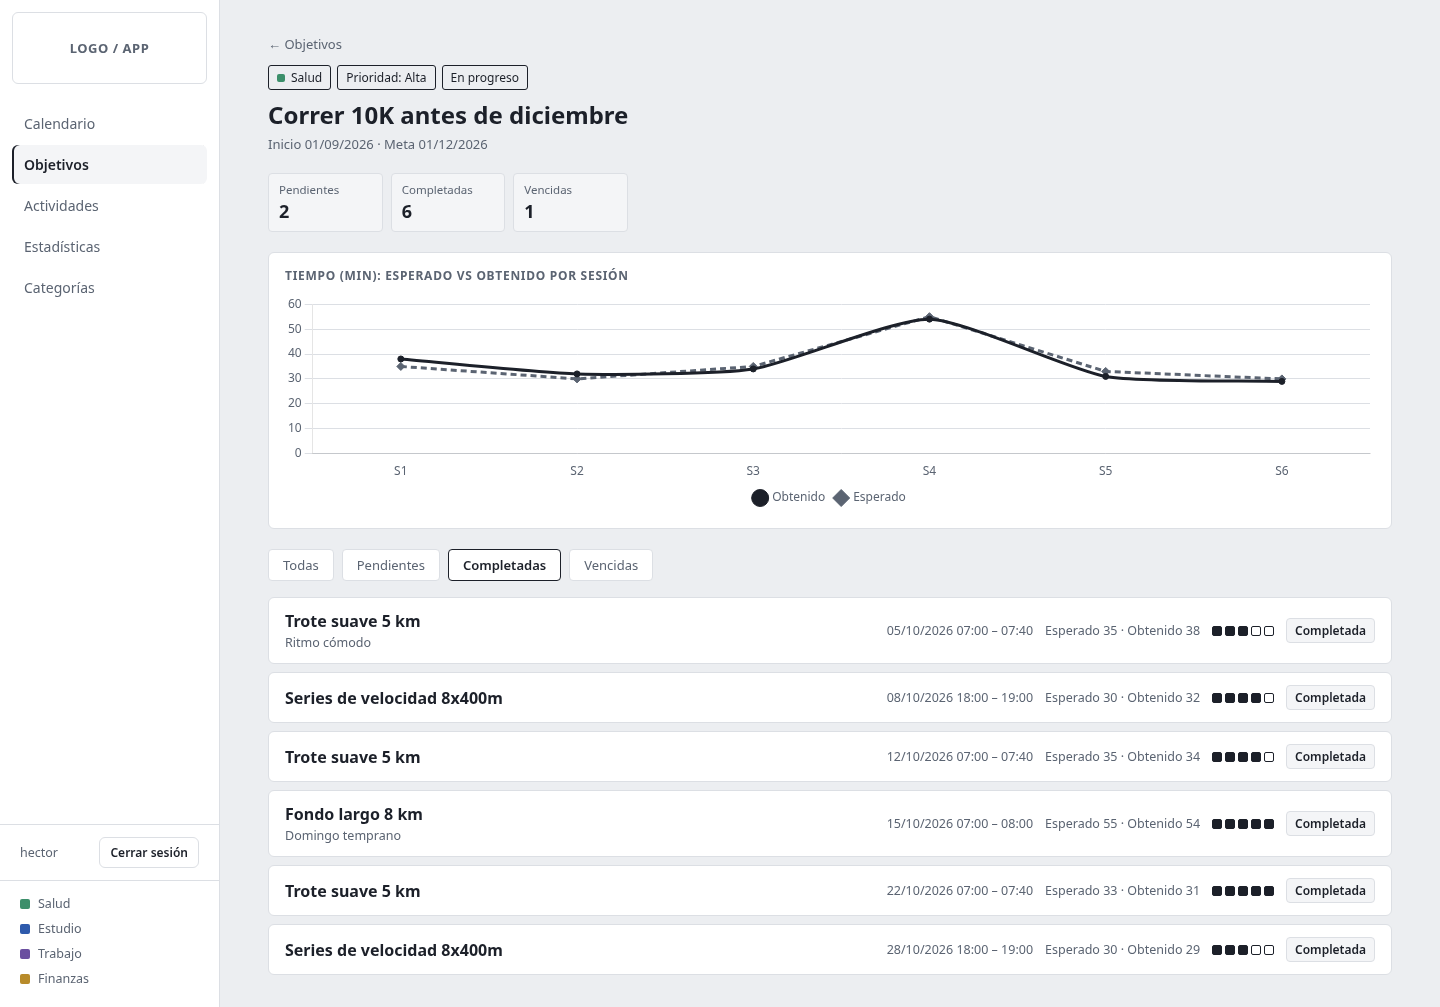 LOGO / APP
Calendario
Objetivos
Actividades
Estadísticas
Categorías
hector
Cerrar sesión
Salud
Estudio
Trabajo
Finanzas
← Objetivos
Salud
Prioridad: Alta
En progreso
Correr 10K antes de diciembre
Inicio 01/09/2026 · Meta 01/12/2026
Pendientes
2
Completadas
6
Vencidas
1
TIEMPO (MIN): ESPERADO VS OBTENIDO POR SESIÓN
60
50
40
30
20
10
0
S1 S2 S3 S4 S5 S6
Obtenido Esperado
Todas Pendientes Completadas Vencidas
Trote suave 5 km
Ritmo cómodo
05/10/2026 07:00 – 07:40 Esperado 35 · Obtenido 38 Completada
Series de velocidad 8x400m
08/10/2026 18:00 – 19:00 Esperado 30 · Obtenido 32 Completada
Trote suave 5 km
12/10/2026 07:00 – 07:40 Esperado 35 · Obtenido 34 Completada
Fondo largo 8 km
Domingo temprano
15/10/2026 07:00 – 08:00 Esperado 55 · Obtenido 54 Completada
Trote suave 5 km
22/10/2026 07:00 – 07:40 Esperado 33 · Obtenido 31 Completada
Series de velocidad 8x400m
28/10/2026 18:00 – 19:00 Esperado 30 · Obtenido 29 Completada